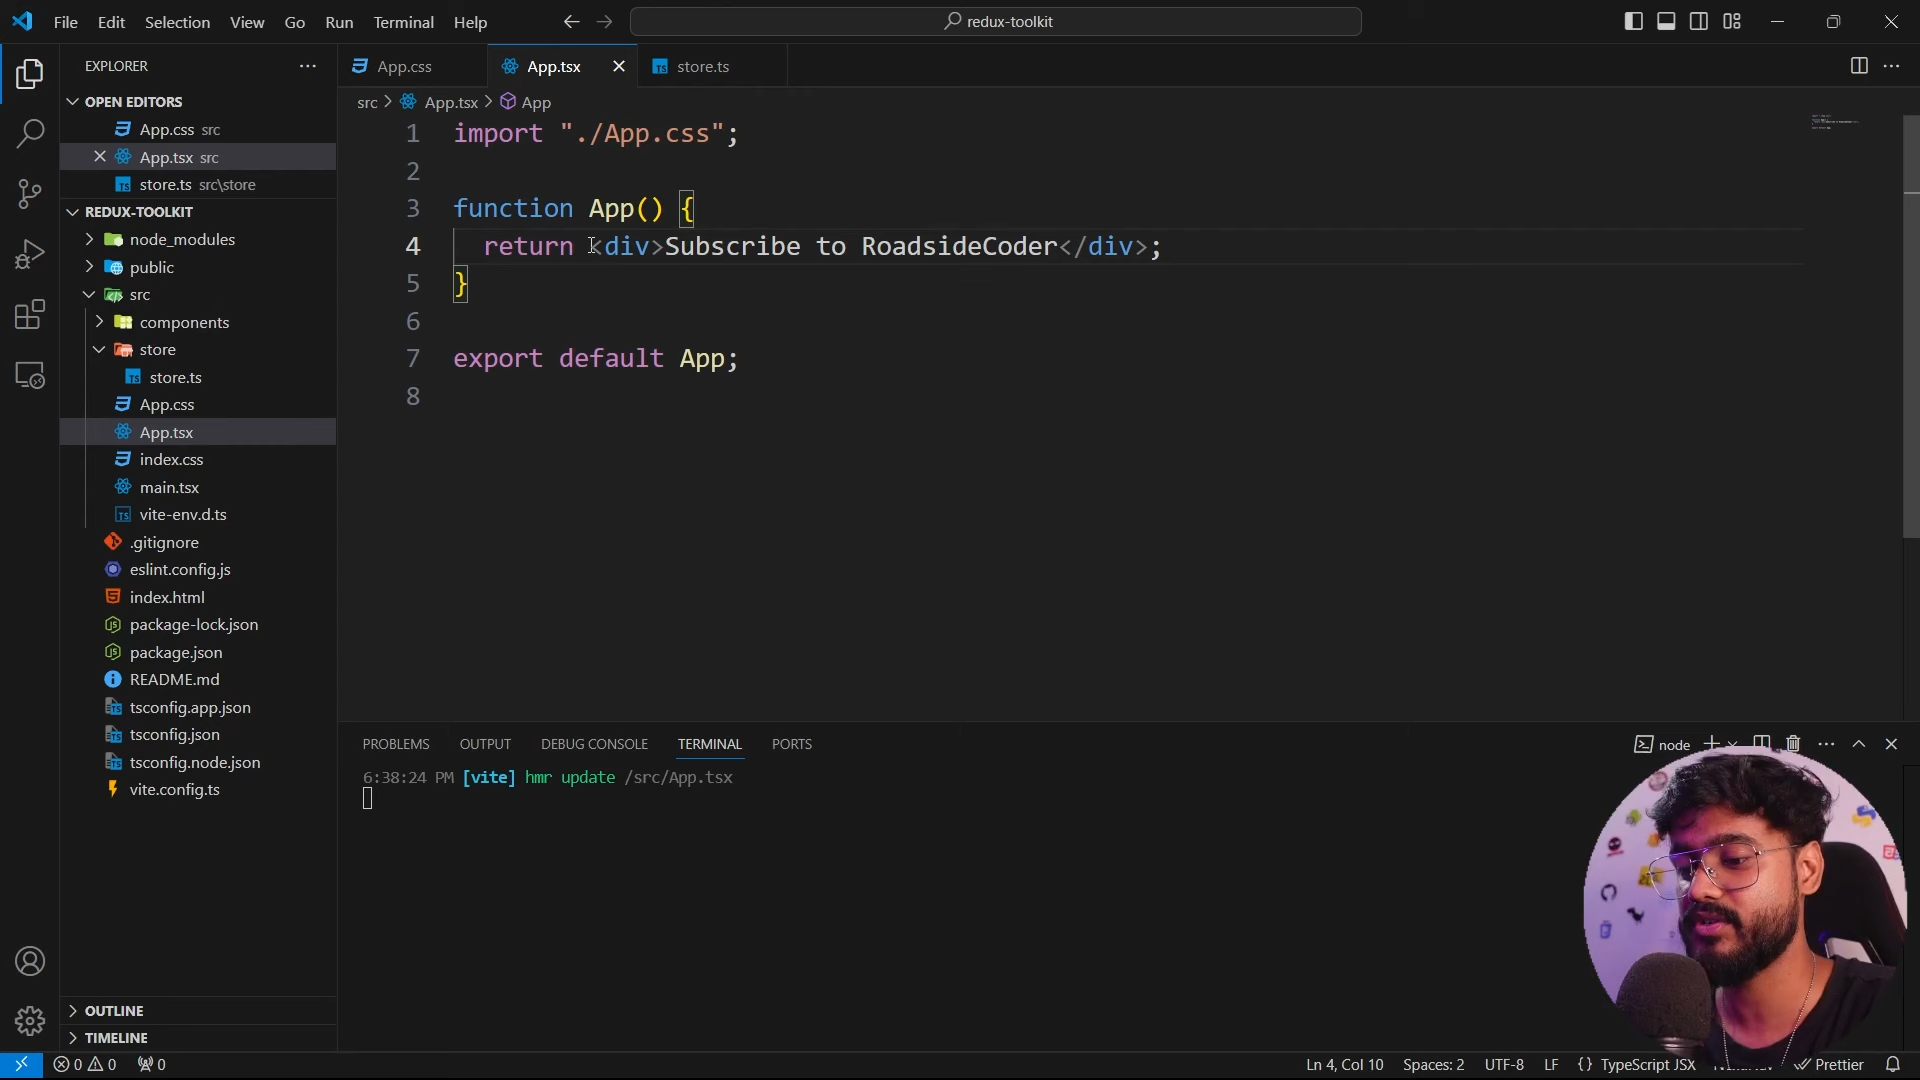 File Edit Selection View Go Run Terminal Help
redux-toolkit
EXPLORER
OPEN EDITORS
App.css src
App.tsx src
store.ts src\store
REDUX-TOOLKIT
node_modules
public
src
components
store
store.ts
App.css
App.tsx
index.css
main.tsx
vite-env.d.ts
.gitignore
eslint.config.js
index.html
package-lock.json
package.json
README.md
tsconfig.app.json
tsconfig.json
tsconfig.node.json
vite.config.ts
OUTLINE
TIMELINE
App.css App.tsx store.ts
src > App.tsx > App
1 import "./App.css";
2
3 function App() {
4 return <div>Subscribe to RoadsideCoder</div>;
5 }
6
7 export default App;
8
PROBLEMS OUTPUT DEBUG CONSOLE TERMINAL PORTS
node
6:38:24 PM [vite] hmr update /src/App.tsx
0 0 0
Ln 4, Col 10 Spaces: 2 UTF-8 LF {} TypeScript JSX Prettier